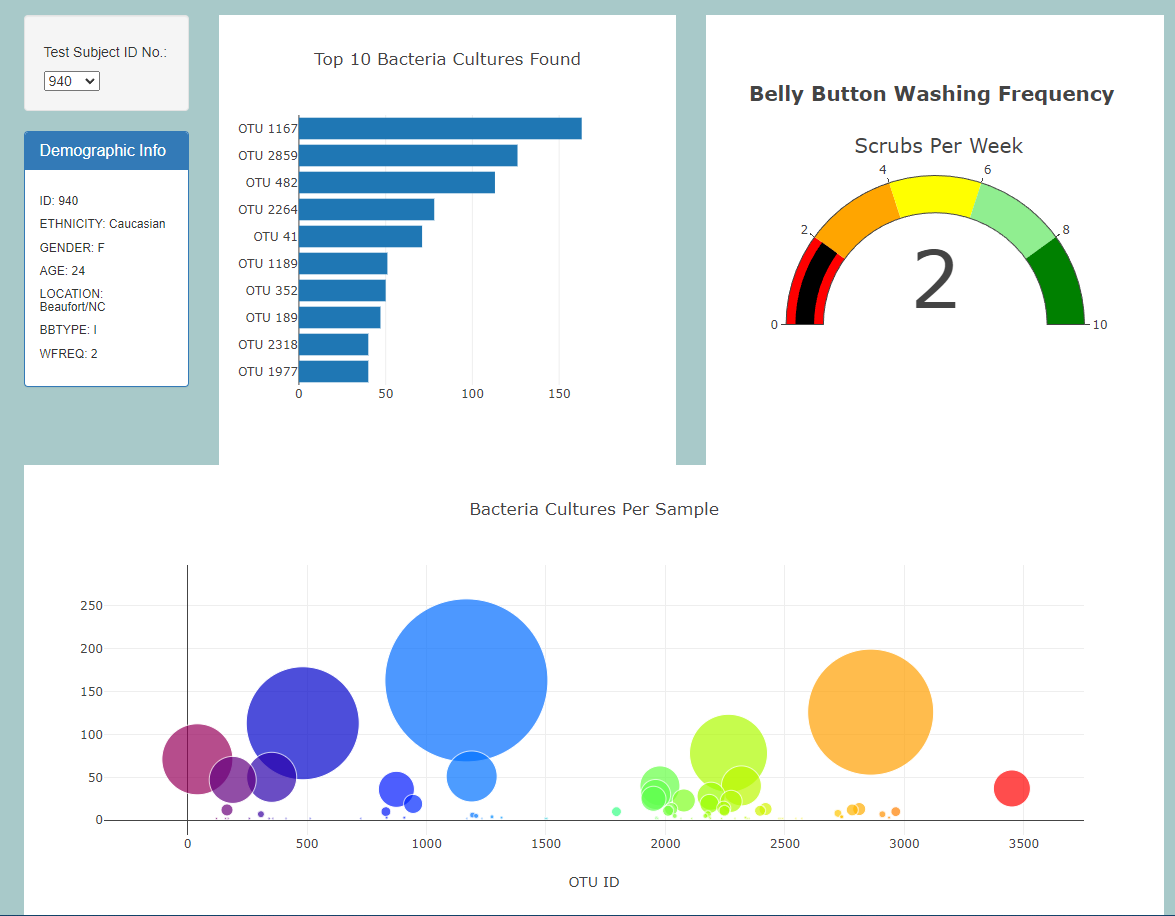 Test Subject ID No.:
940
Demographic Info
ID: 940
ETHNICITY: Caucasian
GENDER: F
AGE: 24
LOCATION:
Beaufort/NC
BBTYPE: I
WFREQ: 2
Top 10 Bacteria Cultures Found
OTU 1167
OTU 2859
OTU 482
OTU 2264
OTU 41
OTU 1189
OTU 352
OTU 189
OTU 2318
OTU 1977
0 50 100 150
Belly Button Washing Frequency
Scrubs Per Week
4 6
2 8
2
0 10
Bacteria Cultures Per Sample
250
200
150
100
50
0
0 500 1000 1500 2000 2500 3000 3500
OTU ID